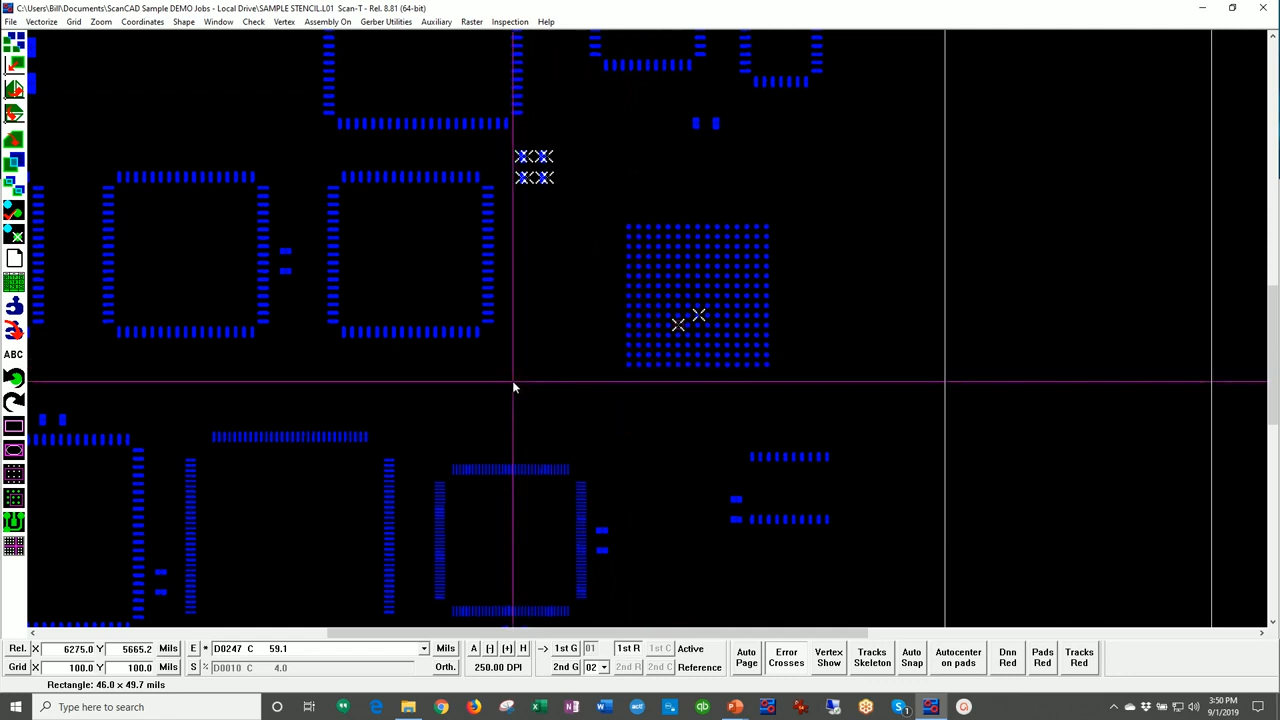 C:\Users\Bill\Documents\ScanCAD Sample DEMO Jobs - Local Drive\SAMPLE STENCIL.L01 Scan-T - Rel. 8.81 (64-bit)
File Vectorize Grid Zoom Coordinates Shape Window Check Vertex Assembly On Gerber Utilities Auxiliary Raster Inspection Help
ABC
Rel. X 6275.0 Y 5665.2 Mils E * D0247 C 59.1 Mils A [-] [+] H -> 1st G 01 1st R 1st C Active
Grid X 100.0 Y 100.0 Mils S % D0010 C 4.0 Orth. 250.00 DPI 2nd G 02 2nd R 2nd C Reference
Auto Page Error Crosses Vertex Show Tracks Skeleton Auto Snap Autocenter on pads Dnn Red Pads Red Tracks Red
Rectangle: 46.0 x 49.7 mils
Type here to search
3:50 PM
9/1/2019